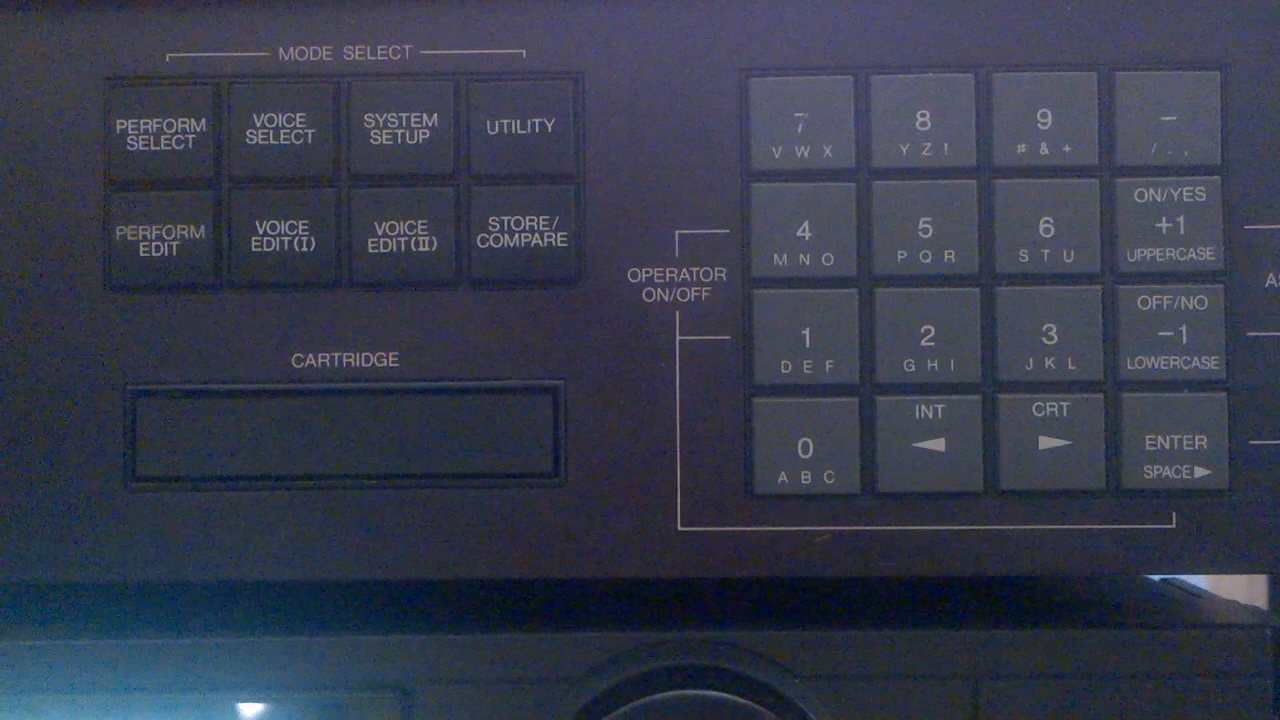 MODE SELECT
PERFORM
SELECT
VOICE
SELECT
SYSTEM
SETUP
UTILITY
PERFORM
EDIT
VOICE
EDIT(I)
VOICE
EDIT(II)
STORE/
COMPARE
CARTRIDGE
OPERATOR
ON/OFF
7
V W X
8
Y Z !
9
# & +
−
/ . ,
4
M N O
5
P Q R
6
S T U
ON/YES
+1
UPPERCASE
1
D E F
2
G H I
3
J K L
OFF/NO
−1
LOWERCASE
0
A B C
INT
◀
CRT
▶
ENTER
SPACE▶